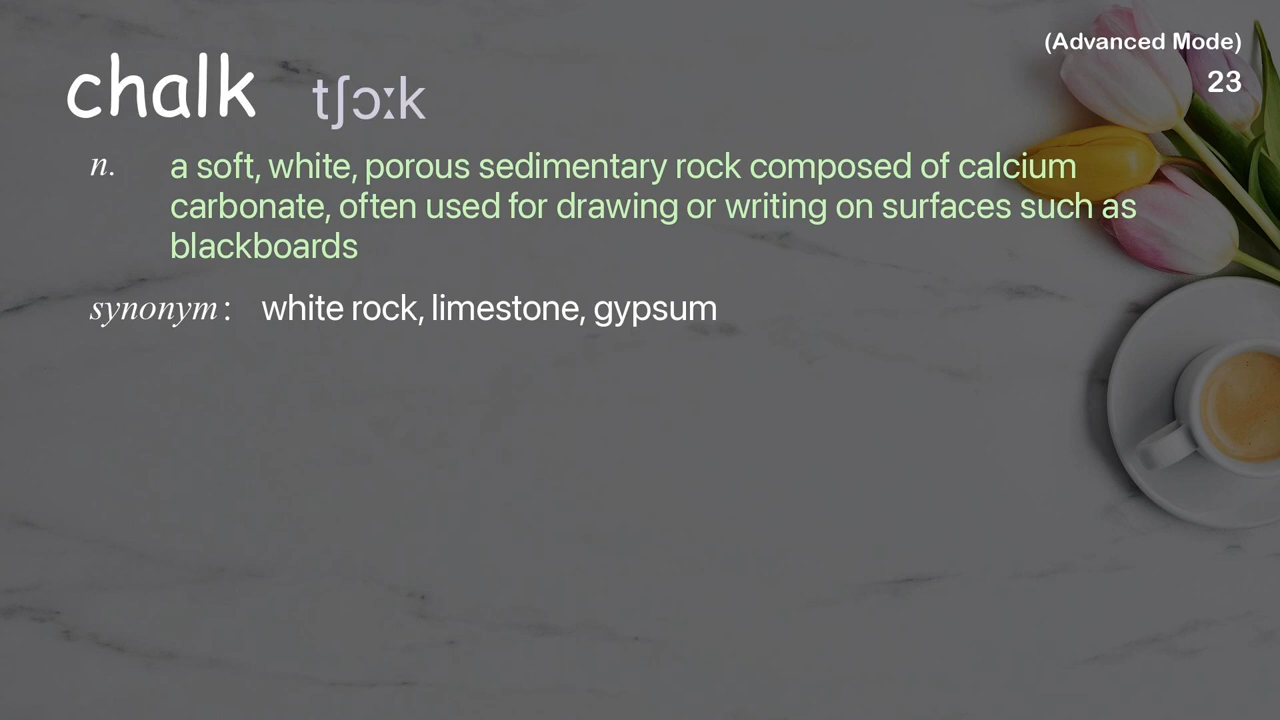 (Advanced Mode)
chalk tʃɔːk
23
n. a soft, white, porous sedimentary rock composed of calcium
carbonate, often used for drawing or writing on surfaces such as
blackboards
synonym: white rock, limestone, gypsum